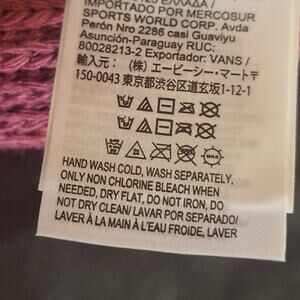 ΕΛΛΑΔΑ /
IMPORTADO POR MERCOSUR
SPORTS WORLD CORP. Avda
Perón Nro 2286 casi Guaviyu
Asunción-Paraguay RUC:
80028213-2 Exportador: VANS /
輸入元: (株) エービーシー・マート〒
150-0043 東京都渋谷区道玄坂1-12-1
HAND WASH COLD, WASH SEPARATELY,
ONLY NON CHLORINE BLEACH WHEN
NEEDED, DRY FLAT, DO NOT IRON, DO
NOT DRY CLEAN/ LAVAR POR SEPARADO/
LAVER À LA MAIN À L'EAU FROIDE, LAVER